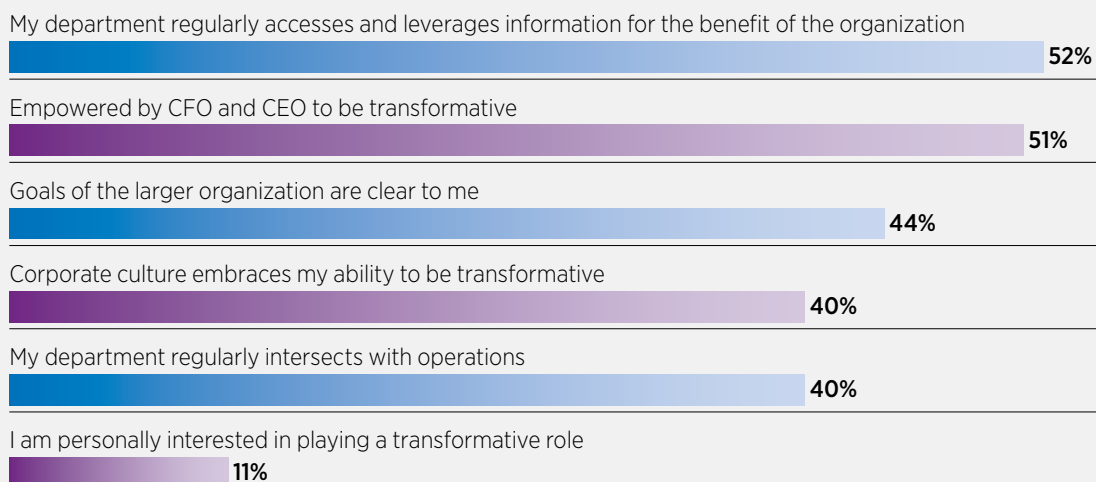 My department regularly accesses and leverages information for the benefit of the organization
52%
Empowered by CFO and CEO to be transformative
51%
Goals of the larger organization are clear to me
44%
Corporate culture embraces my ability to be transformative
40%
My department regularly intersects with operations
40%
I am personally interested in playing a transformative role
11%